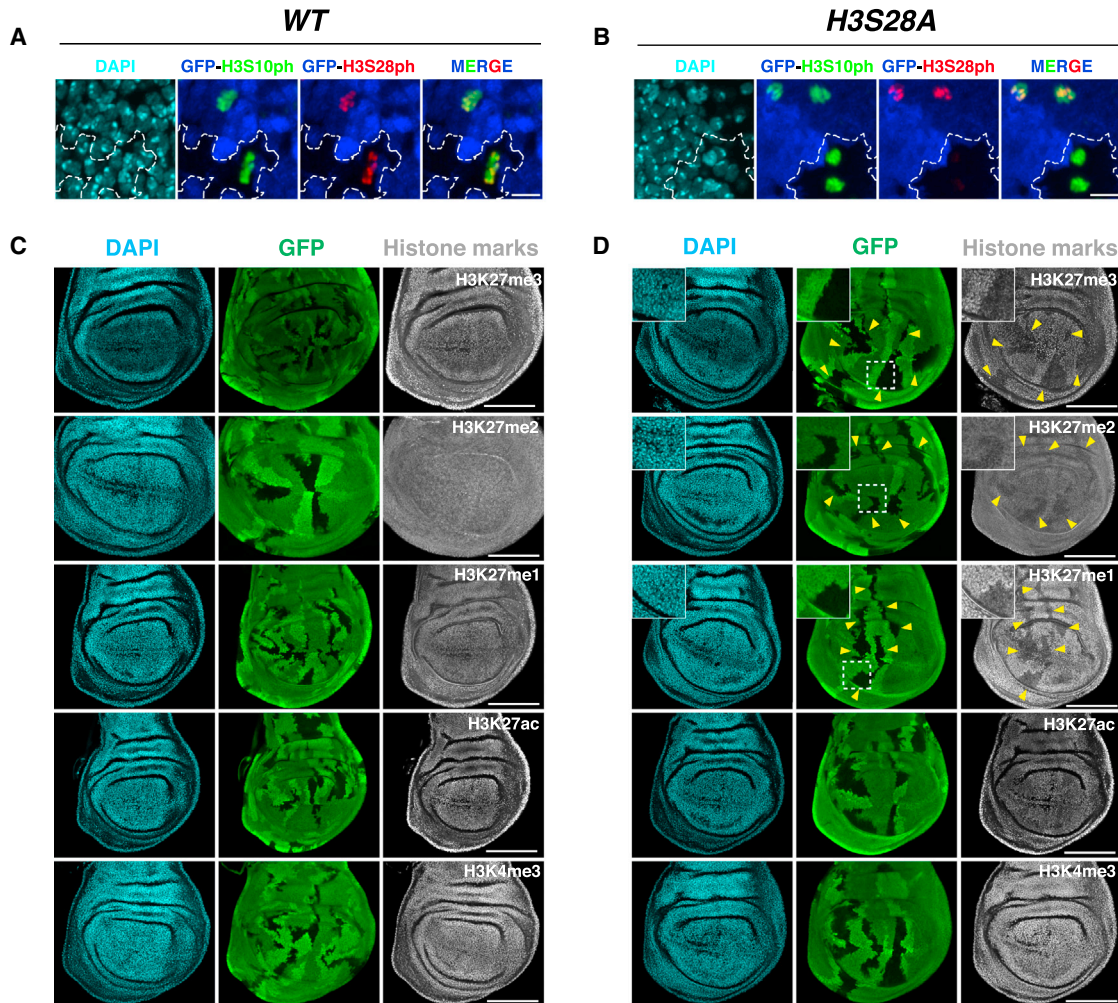 WT
A
DAPI GFP-H3S10ph GFP-H3S28ph MERGE
H3S28A
B
DAPI GFP-H3S10ph GFP-H3S28ph MERGE
C
DAPI GFP Histone marks
H3K27me3
H3K27me2
H3K27me1
H3K27ac
H3K4me3
D
DAPI GFP Histone marks
H3K27me3
H3K27me2
H3K27me1
H3K27ac
H3K4me3